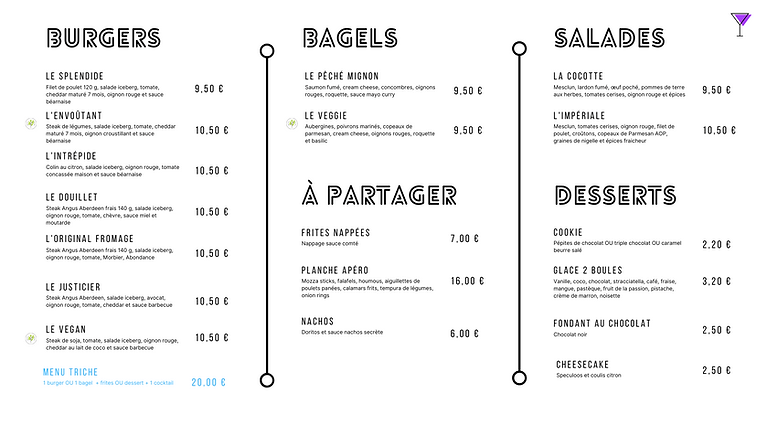 BURGERS
LE SPLENDIDE
Filet de poulet 120 g, salade iceberg, tomate,
cheddar maturé 7 mois, oignon rouge et sauce
béarnaise
9,50 €
L'ENVOÛTANT
Steak de légumes, salade iceberg, tomate, cheddar
maturé 7 mois, oignon croustillant et sauce
béarnaise
10,50 €
L'INTRÉPIDE
Colin au citron, salade iceberg, oignon rouge, tomate
concassée maison et sauce béarnaise
10,50 €
LE DOUILLET
Steak Angus Aberdeen frais 140 g, salade iceberg,
oignon rouge, tomate, chèvre, sauce miel et
moutarde
10,50 €
L'ORIGINAL FROMAGE
Steak Angus Aberdeen frais 140 g, salade iceberg,
oignon rouge, tomate, Morbier, Abondance
10,50 €
LE JUSTICIER
Steak Angus Aberdeen, salade iceberg, avocat,
oignon rouge, tomate, cheddar et sauce barbecue
10,50 €
LE VEGAN
Steak de soja, tomate, salade iceberg, oignon rouge,
cheddar au lait de coco et sauce barbecue
10,50 €
MENU TRICHE
1 burger OU 1 bagel + frites OU dessert + 1 cocktail
20,00 €
BAGELS
LE PÊCHÉ MIGNON
Saumon fumé, cream cheese, concombres, oignons
rouges, roquette, sauce mayo curry
9,50 €
LE VEGGIE
Aubergines, poivrons marinés, copeaux de
parmesan, cream cheese, oignons rouges, roquette
et basilic
9,50 €
À PARTAGER
FRITES NAPPÉES
Nappage sauce comté
7,00 €
PLANCHE APÉRO
Mozza sticks, falafels, houmous, aiguillettes de
poulets panées, calamars frits, tempura de légumes,
onion rings
16,00 €
NACHOS
Doritos et sauce nachos secrète
6,00 €
SALADES
LA COCOTTE
Mesclun, lardon fumé, œuf poché, pommes de terre
aux herbes, tomates cerises, oignon rouge et épices
9,50 €
L'IMPÉRIALE
Mesclun, tomates cerises, oignon rouge, filet de
poulet, croûtons, copeaux de Parmesan AOP,
graines de nigelle et épices fraicheur
10,50 €
DESSERTS
COOKIE
Pépites de chocolat OU triple chocolat OU caramel
beurre salé
2,20 €
GLACE 2 BOULES
Vanille, coco, chocolat, stracciatella, café, fraise,
mangue, pastèque, fruit de la passion, pistache,
crème de marron, noisette
3,20 €
FONDANT AU CHOCOLAT
Chocolat noir
2,50 €
CHEESECAKE
Speculoos et coulis citron
2,50 €